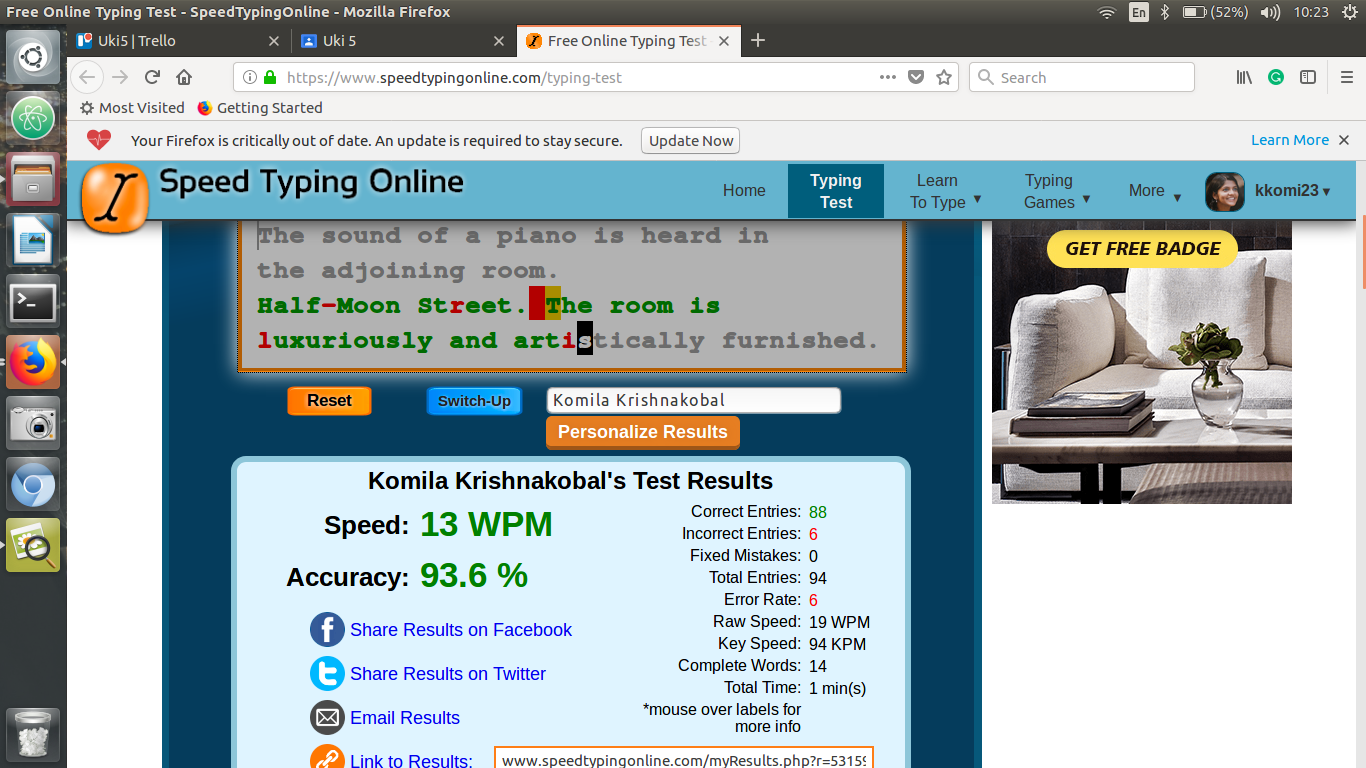 Free Online Typing Test - SpeedTypingOnline - Mozilla Firefox
En
(52%)
10:23
Uki5 | Trello
Uki 5
Free Online Typing Test
https://www.speedtypingonline.com/typing-test
Search
Most Visited
Getting Started
Your Firefox is critically out of date. An update is required to stay secure.
Update Now
Learn More
Speed Typing Online
Home
Typing Test
Learn To Type
Typing Games
More
kkomi23
The sound of a piano is heard in
the adjoining room.
Half-Moon Street. The room is
luxuriously and artistically furnished.
GET FREE BADGE
Reset
Switch-Up
Komila Krishnakobal
Personalize Results
Komila Krishnakobal's Test Results
Speed: 13 WPM
Accuracy: 93.6 %
Share Results on Facebook
Share Results on Twitter
Email Results
Link to Results:
www.speedtypingonline.com/myResults.php?r=53159
Correct Entries: 88
Incorrect Entries: 6
Fixed Mistakes: 0
Total Entries: 94
Error Rate: 6
Raw Speed: 19 WPM
Key Speed: 94 KPM
Complete Words: 14
Total Time: 1 min(s)
*mouse over labels for
more info